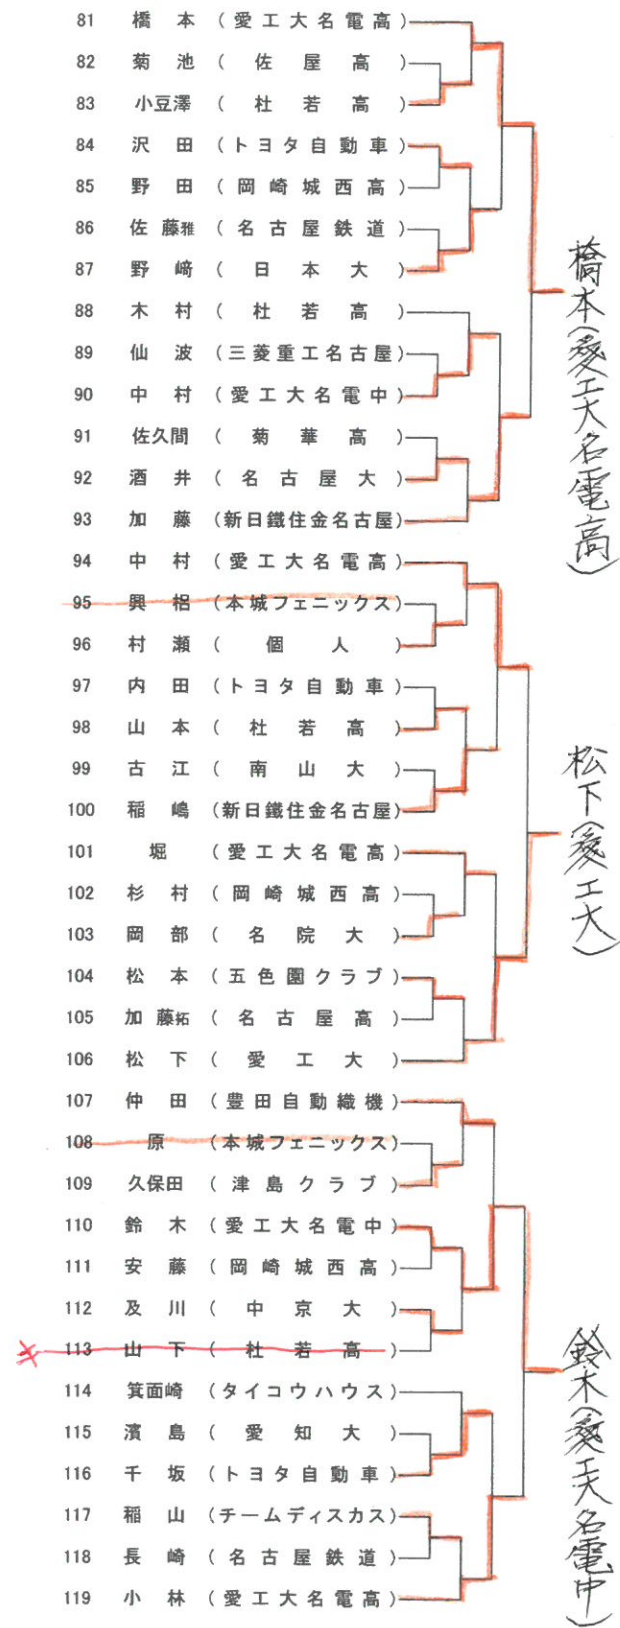 81 橋本 (愛工大名電高)
82 菊池 (佐屋高)
83 小豆澤 (杜若高)
84 沢田 (トヨタ自動車)
85 野田 (岡崎城西高)
86 佐藤雅 (名古屋鉄道)
87 野﨑 (日本大)
88 木村 (杜若高)
89 仙波 (三菱重工名古屋)
90 中村 (愛工大名電中)
91 佐久間 (菊華高)
92 酒井 (名古屋大)
93 加藤 (新日鐵住金名古屋)
橋本(愛工大名電高)
94 中村 (愛工大名電高)
95 興梠 (本城フェニックス)
96 村瀬 (個人)
97 内田 (トヨタ自動車)
98 山本 (杜若高)
99 古江 (南山大)
100 稲嶋 (新日鐵住金名古屋)
101 堀 (愛工大名電高)
102 杉村 (岡崎城西高)
103 岡部 (名院大)
104 松本 (五色園クラブ)
105 加藤拓 (名古屋高)
106 松下 (愛工大)
松下(愛工大)
107 仲田 (豊田自動織機)
108 原 (本城フェニックス)
109 久保田 (津島クラブ)
110 鈴木 (愛工大名電中)
111 安藤 (岡崎城西高)
112 及川 (中京大)
113 山下 (杜若高)
114 箕面崎 (タイコウハウス)
115 濱島 (愛知大)
116 千坂 (トヨタ自動車)
117 稲山 (チームディスカス)
118 長崎 (名古屋鉄道)
119 小林 (愛工大名電高)
鈴木(愛工大名電中)